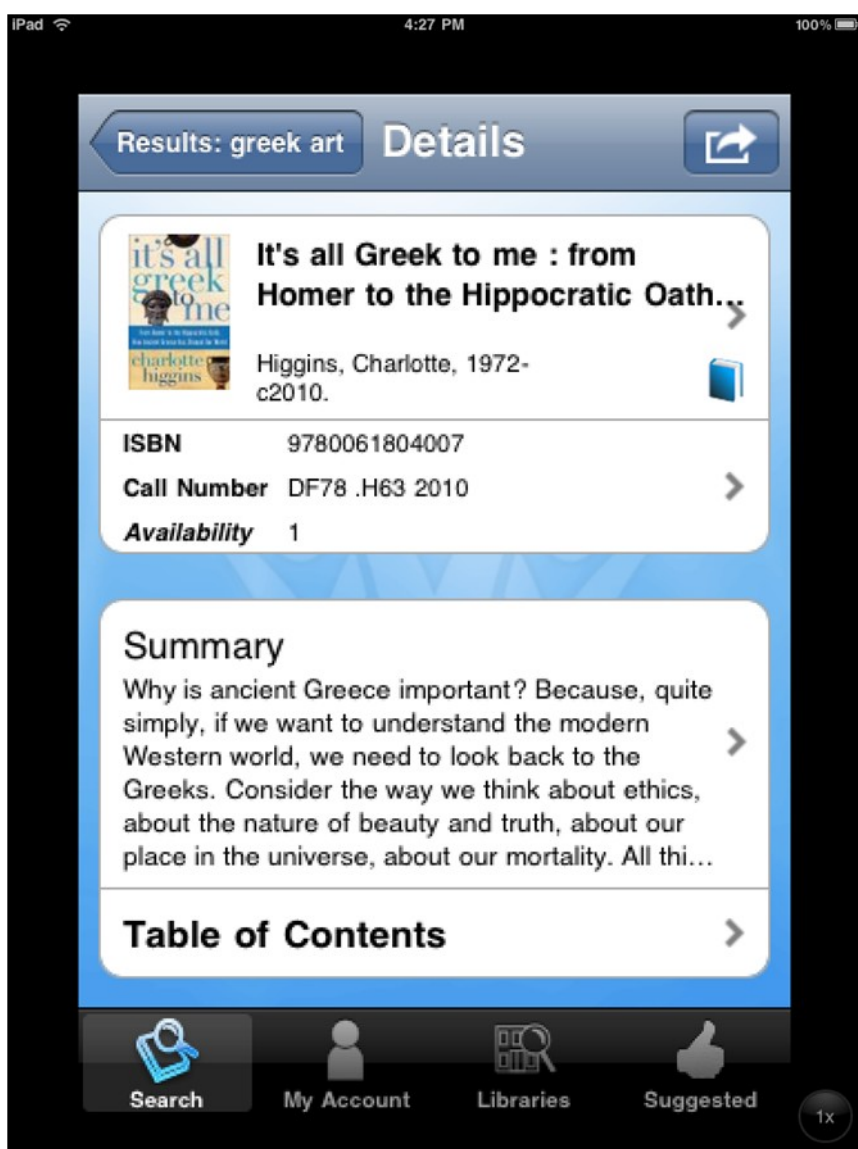 iPad
4:27 PM
100%
Results: greek art
Details
it's all
greek
to
me
charlotte
higgins
It's all Greek to me : from
Homer to the Hippocratic Oath...
Higgins, Charlotte, 1972-
c2010.
ISBN 9780061804007
Call Number DF78 .H63 2010
Availability 1
Summary
Why is ancient Greece important? Because, quite
simply, if we want to understand the modern
Western world, we need to look back to the
Greeks. Consider the way we think about ethics,
about the nature of beauty and truth, about our
place in the universe, about our mortality. All thi...
Table of Contents
Search
My Account
Libraries
Suggested
1x